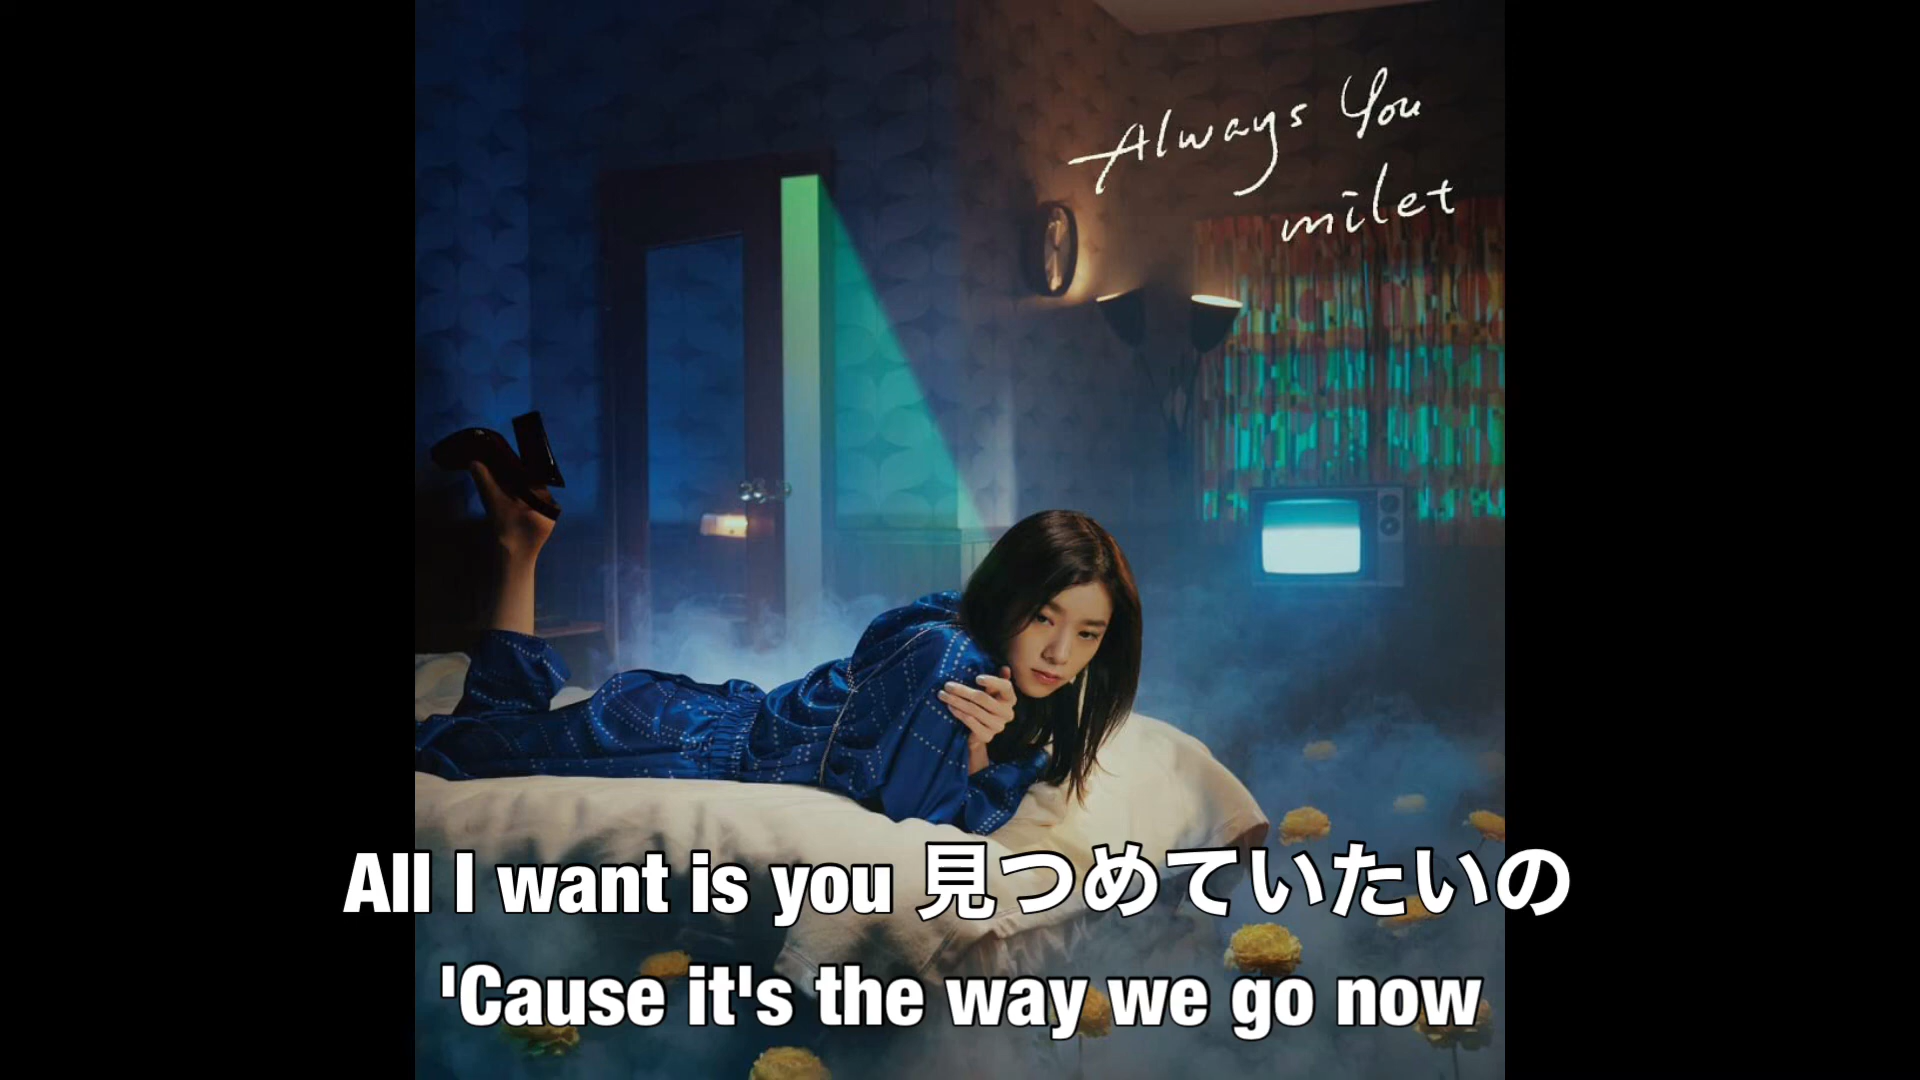 Always You
milet
All I want is you 見つめていたいの
'Cause it's the way we go now